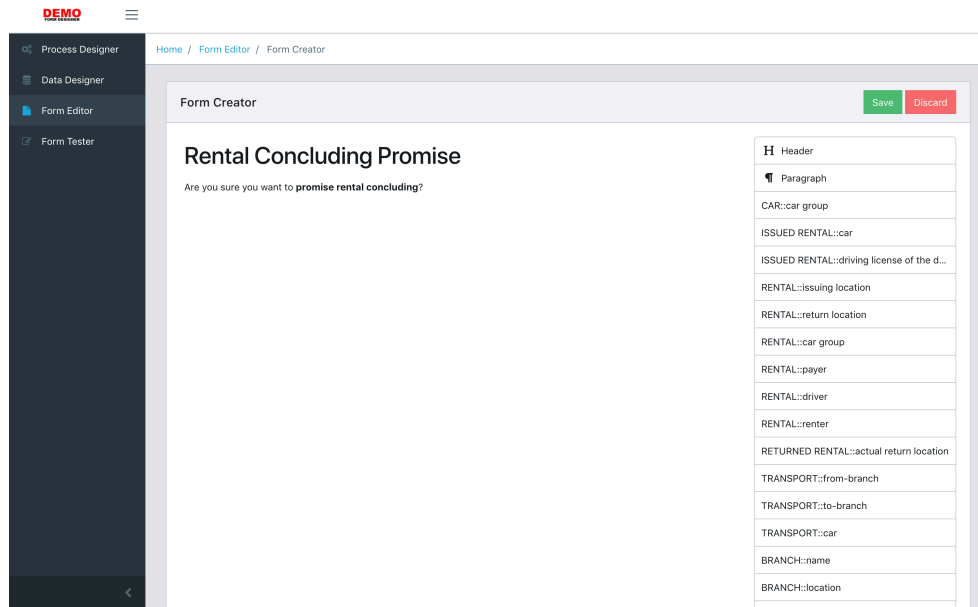 DEMO
FORM DESIGNER
Process Designer
Data Designer
Form Editor
Form Tester
Home / Form Editor / Form Creator
Form Creator
Save
Discard
Rental Concluding Promise
Are you sure you want to promise rental concluding?
H Header
¶ Paragraph
CAR::car group
ISSUED RENTAL::car
ISSUED RENTAL::driving license of the d...
RENTAL::issuing location
RENTAL::return location
RENTAL::car group
RENTAL::payer
RENTAL::driver
RENTAL::renter
RETURNED RENTAL::actual return location
TRANSPORT::from-branch
TRANSPORT::to-branch
TRANSPORT::car
BRANCH::name
BRANCH::location